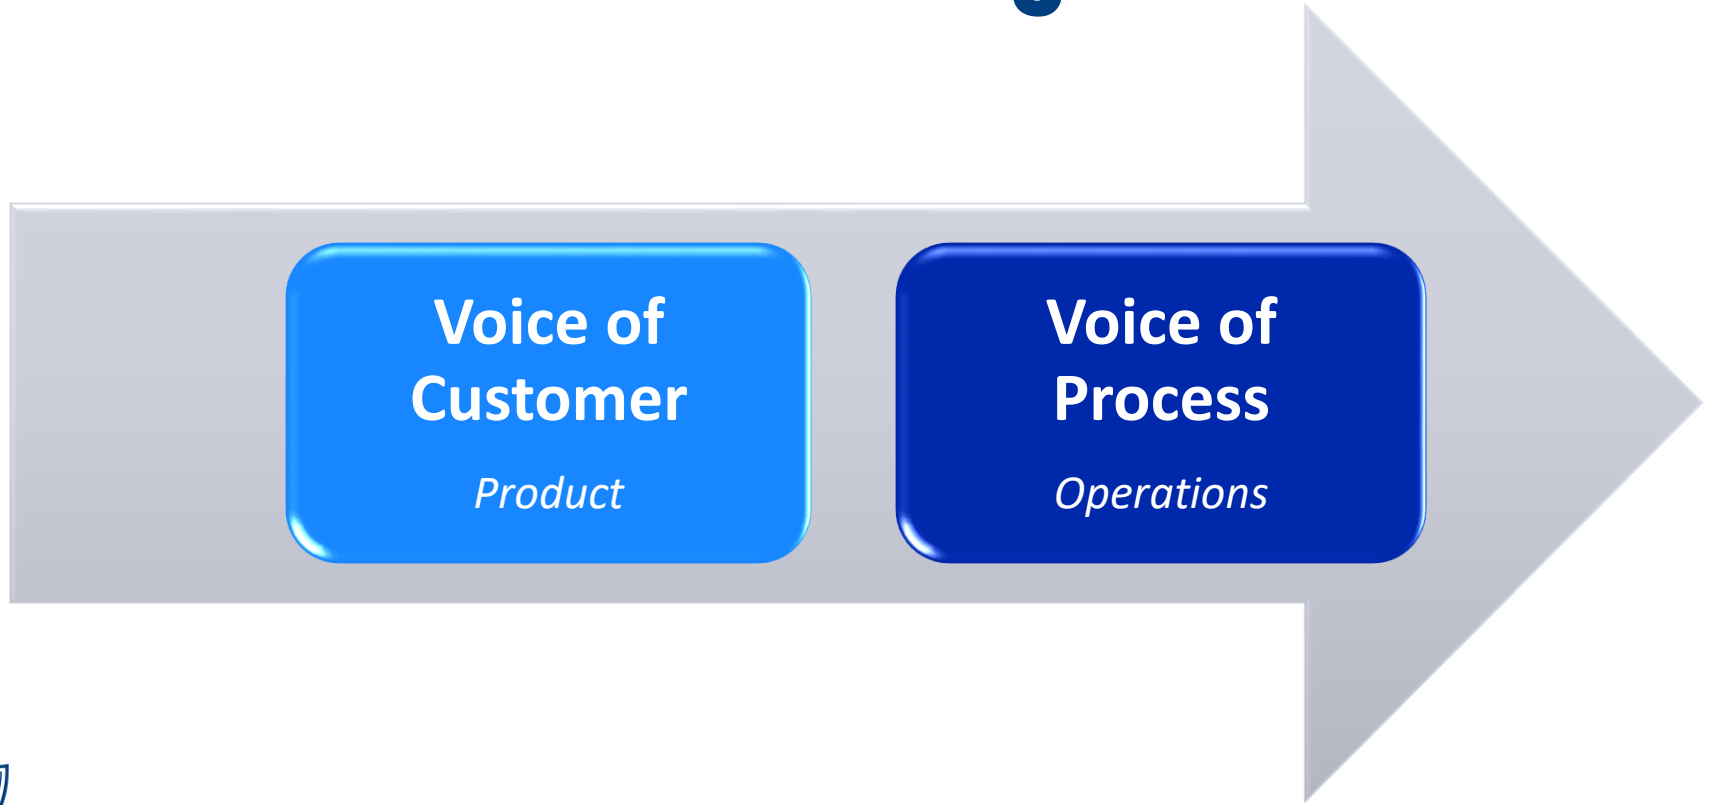 Voice of
Customer
Product
Voice of
Process
Operations